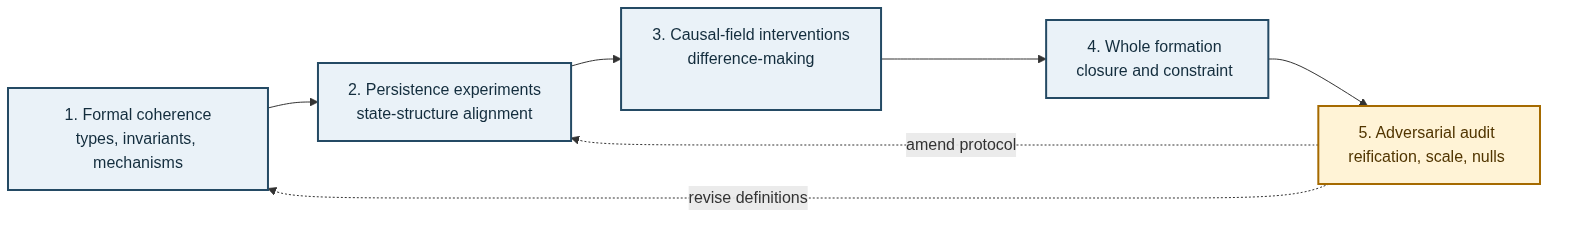 1. Formal coherence
types, invariants,
mechanisms
2. Persistence experiments
state-structure alignment
3. Causal-field interventions
difference-making
4. Whole formation
closure and constraint
5. Adversarial audit
reification, scale, nulls
amend protocol
revise definitions